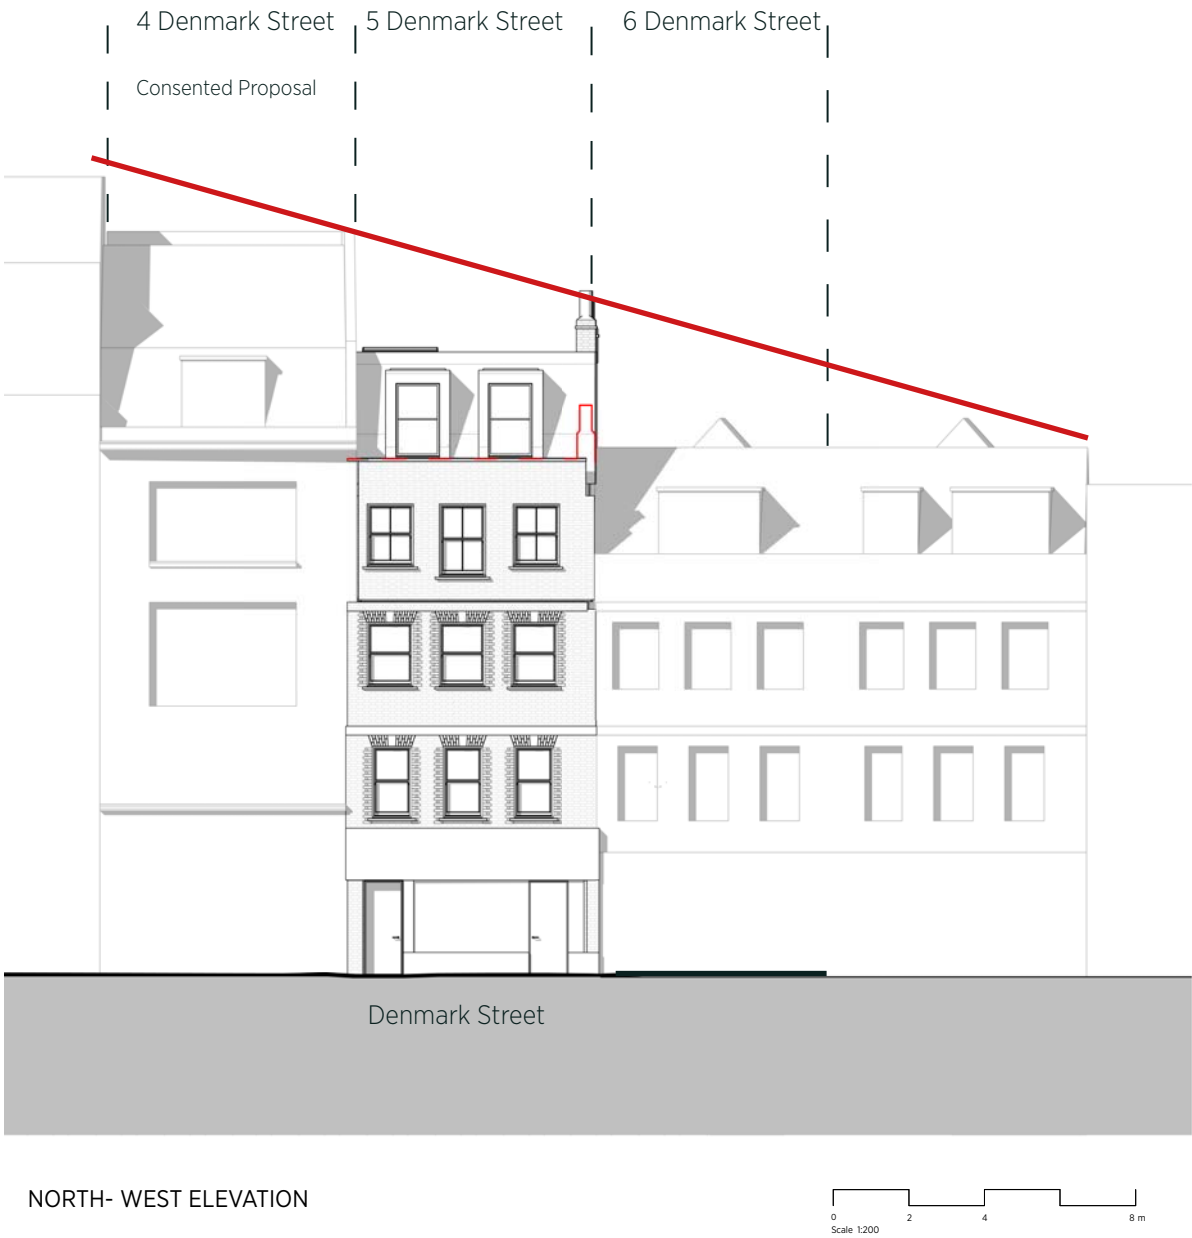 4 Denmark Street
5 Denmark Street
6 Denmark Street
Consented Proposal
Denmark Street
NORTH- WEST ELEVATION
0 2 4 8 m
Scale 1:200